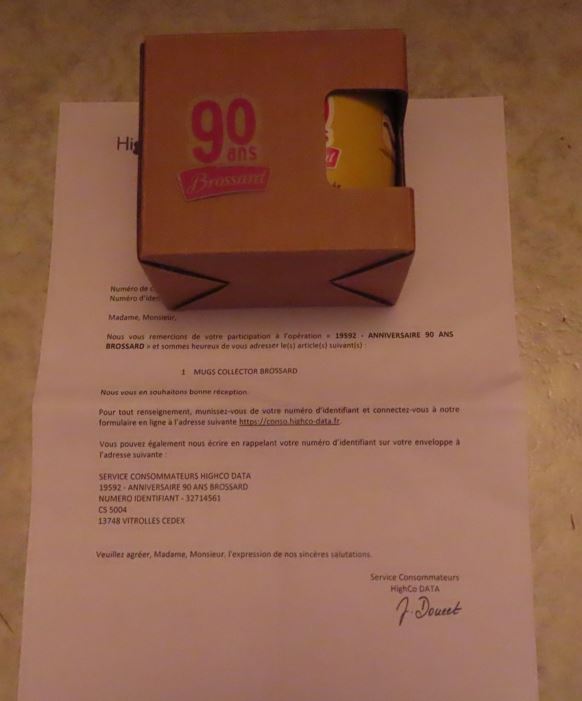 90
ans
Brossard
Hig
Numéro de c
Numéro d'iden
Madame, Monsieur,
Nous vous remercions de votre participation à l'opération « 19592 - ANNIVERSAIRE 90 ANS
BROSSARD » et sommes heureux de vous adresser le(s) article(s) suivant(s) :
1 MUGS COLLECTOR BROSSARD
Nous vous en souhaitons bonne réception.
Pour tout renseignement, munissez-vous de votre numéro d'identifiant et connectez-vous à notre
formulaire en ligne à l'adresse suivante https://conso.highco-data.fr.
Vous pouvez également nous écrire en rappelant votre numéro d'identifiant sur votre enveloppe à
l'adresse suivante :
SERVICE CONSOMMATEURS HIGHCO DATA
19592 - ANNIVERSAIRE 90 ANS BROSSARD
NUMERO IDENTIFIANT - 32714561
CS 5004
13748 VITROLLES CEDEX
Veuillez agréer, Madame, Monsieur, l'expression de nos sincères salutations.
Service Consommateurs
HighCo DATA
J. Doucet